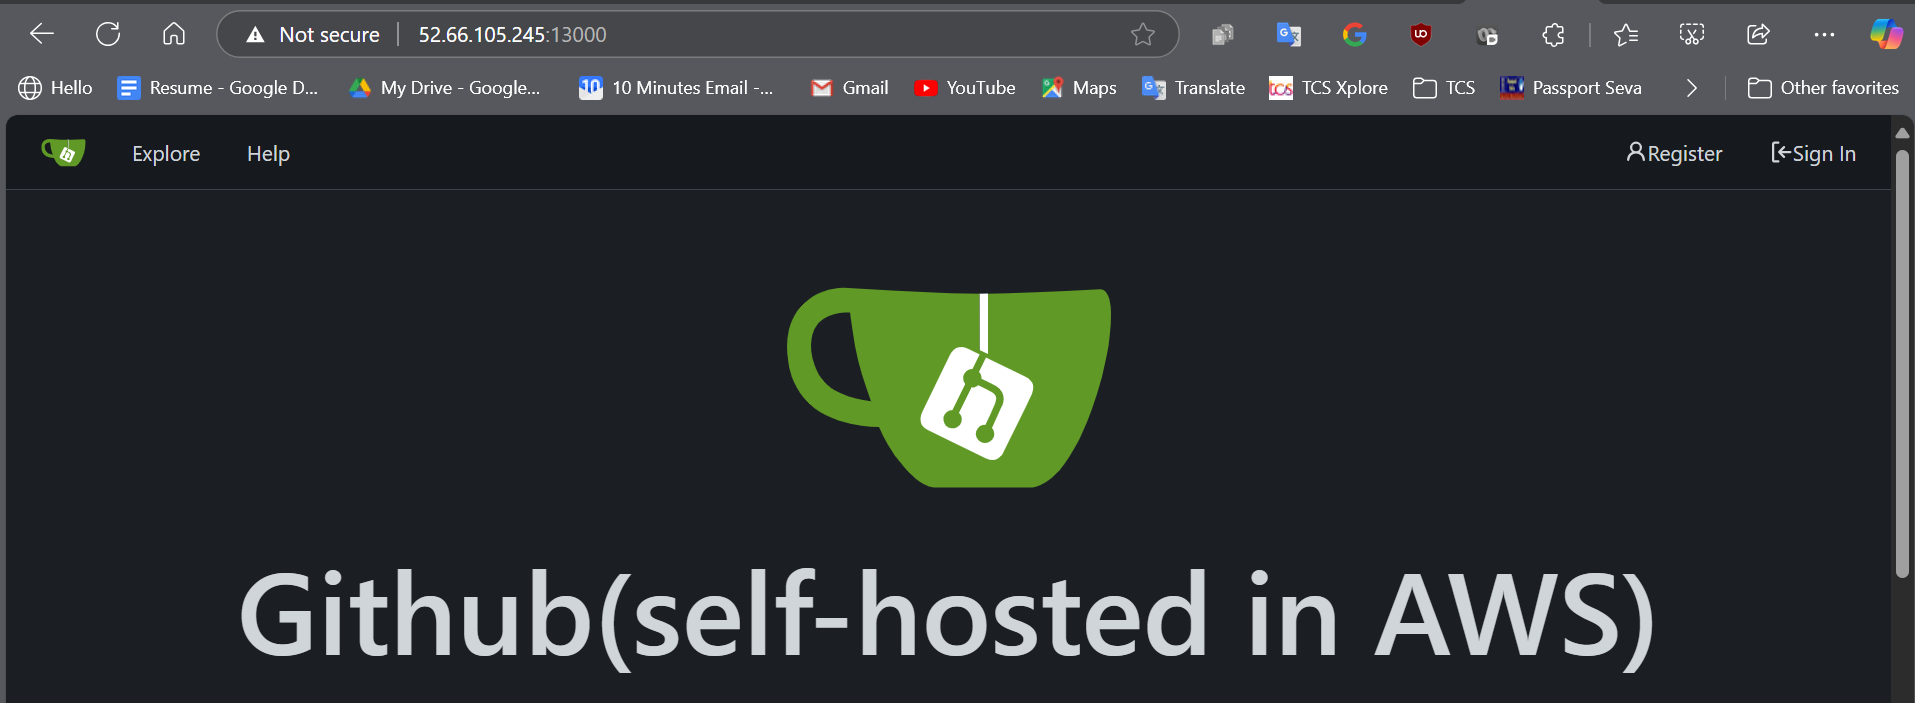 Not secure 52.66.105.245:13000
Hello Resume - Google D... My Drive - Google... 10 Minutes Email -... Gmail YouTube Maps Translate TCS Xplore TCS Passport Seva Other favorites
Explore Help Register Sign In
Github(self-hosted in AWS)